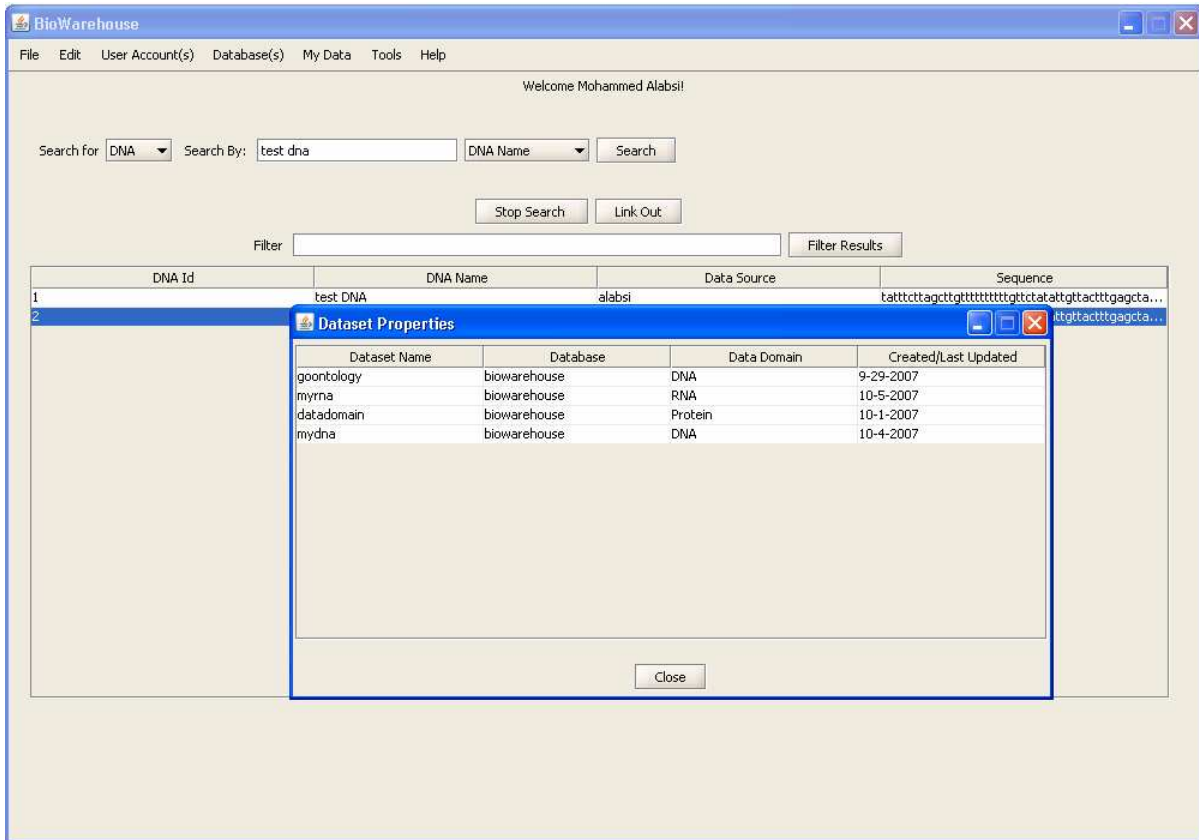 BioWarehouse
File Edit User Account(s) Database(s) My Data Tools Help
Welcome Mohammed Alabsi!
Search for DNA Search By: test dna DNA Name Search
Stop Search Link Out
Filter Filter Results
DNA Id DNA Name Data Source Sequence
1 test DNA alabsi
2
Dataset Properties
Dataset Name Database Data Domain Created/Last Updated
goontology biowarehouse DNA 9-29-2007
myrna biowarehouse RNA 10-5-2007
datadomain biowarehouse Protein 10-1-2007
mydna biowarehouse DNA 10-4-2007
Close